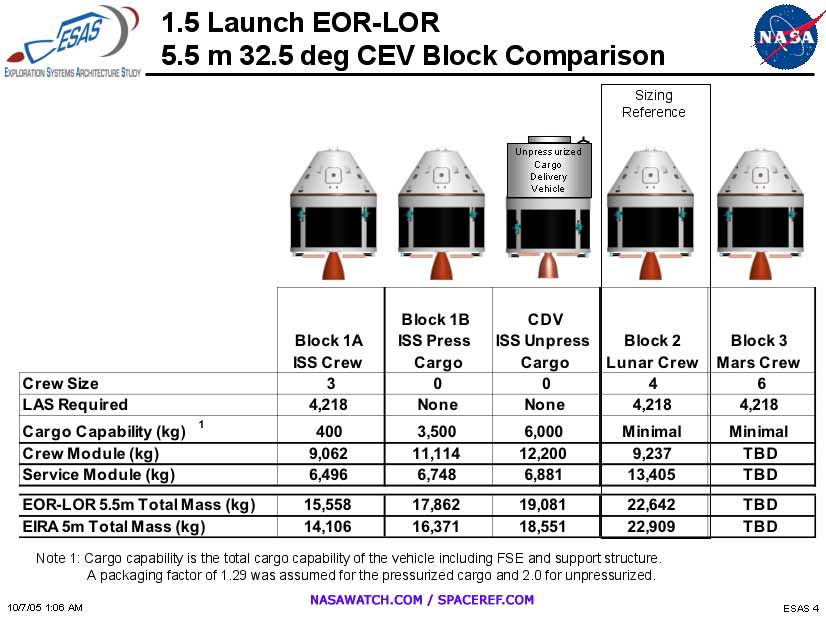 ESAS
EXPLORATION SYSTEMS ARCHITECTURE STUDY
1.5 Launch EOR-LOR
5.5 m 32.5 deg CEV Block Comparison
NASA
Sizing
Reference
Unpressurized
Cargo
Delivery
Vehicle
Block 1A ISS Crew | Block 1B ISS Press Cargo | CDV ISS Unpress Cargo | Block 2 Lunar Crew | Block 3 Mars Crew
Crew Size 3 0 0 4 6
LAS Required 4,218 None None 4,218 4,218
Cargo Capability (kg) 1 400 3,500 6,000 Minimal Minimal
Crew Module (kg) 9,062 11,114 12,200 9,237 TBD
Service Module (kg) 6,496 6,748 6,881 13,405 TBD
EOR-LOR 5.5m Total Mass (kg) 15,558 17,862 19,081 22,642 TBD
EIRA 5m Total Mass (kg) 14,106 16,371 18,551 22,909 TBD
Note 1: Cargo capability is the total cargo capability of the vehicle including FSE and support structure.
A packaging factor of 1.29 was assumed for the pressurized cargo and 2.0 for unpressurized.
NASAWATCH.COM / SPACEREF.COM
10/7/05 1:06 AM
ESAS 4